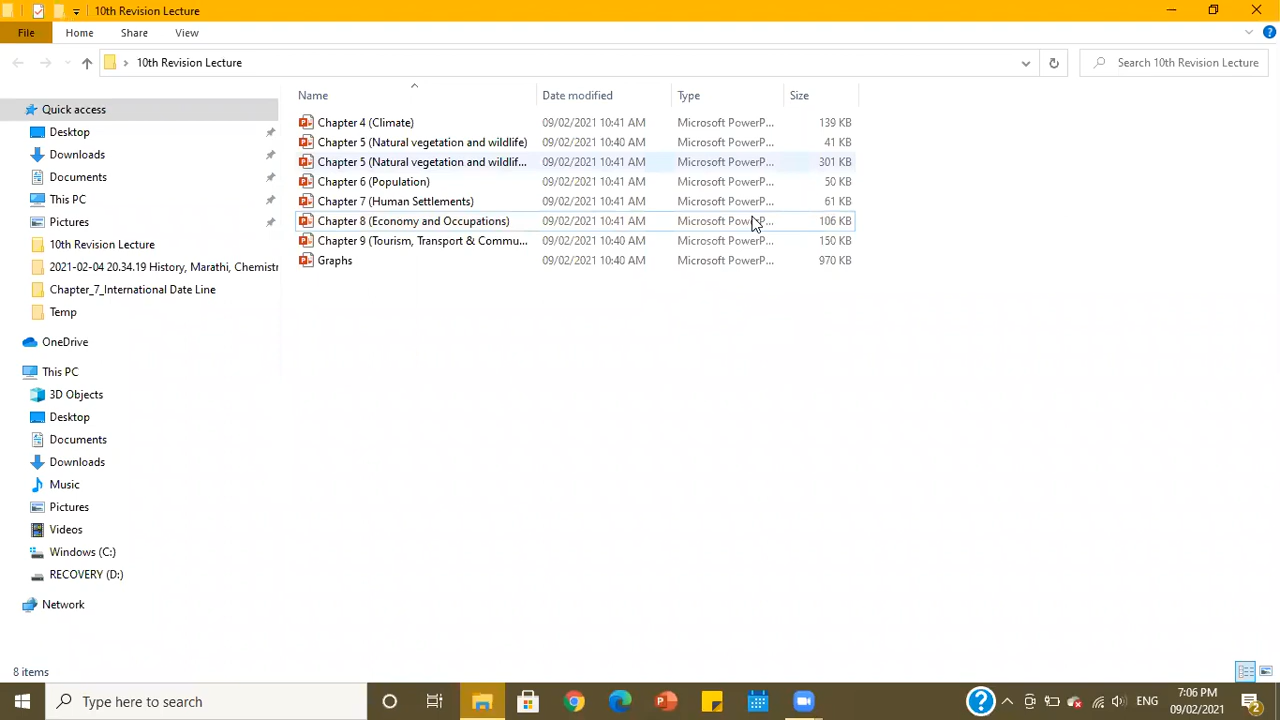 10th Revision Lecture
File Home Share View
10th Revision Lecture
Search 10th Revision Lecture
Name Date modified Type Size
Quick access
Desktop
Downloads
Documents
This PC
Pictures
10th Revision Lecture
2021-02-04 20.34.19 History, Marathi, Chemistr
Chapter_7_International Date Line
Temp
OneDrive
This PC
3D Objects
Desktop
Documents
Downloads
Music
Pictures
Videos
Windows (C:)
RECOVERY (D:)
Network
Chapter 4 (Climate) 09/02/2021 10:41 AM Microsoft PowerP... 139 KB
Chapter 5 (Natural vegetation and wildlife) 09/02/2021 10:40 AM Microsoft PowerP... 41 KB
Chapter 5 (Natural vegetation and wildlif... 09/02/2021 10:41 AM Microsoft PowerP... 301 KB
Chapter 6 (Population) 09/02/2021 10:41 AM Microsoft PowerP... 50 KB
Chapter 7 (Human Settlements) 09/02/2021 10:41 AM Microsoft PowerP... 61 KB
Chapter 8 (Economy and Occupations) 09/02/2021 10:41 AM Microsoft PowerP... 106 KB
Chapter 9 (Tourism, Transport & Commu... 09/02/2021 10:40 AM Microsoft PowerP... 150 KB
Graphs 09/02/2021 10:40 AM Microsoft PowerP... 970 KB
8 items
Type here to search
ENG
7:06 PM
09/02/2021
2